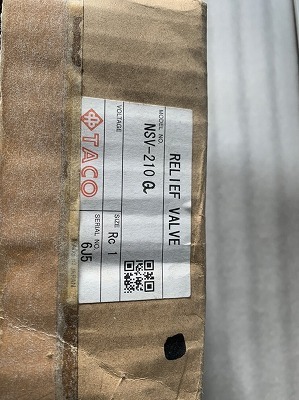 RELIEF VALVE
MODEL NO.
NSV-210Q
SIZE
Rc 1
VOLTAGE
SERIAL NO.
6J5
TACO